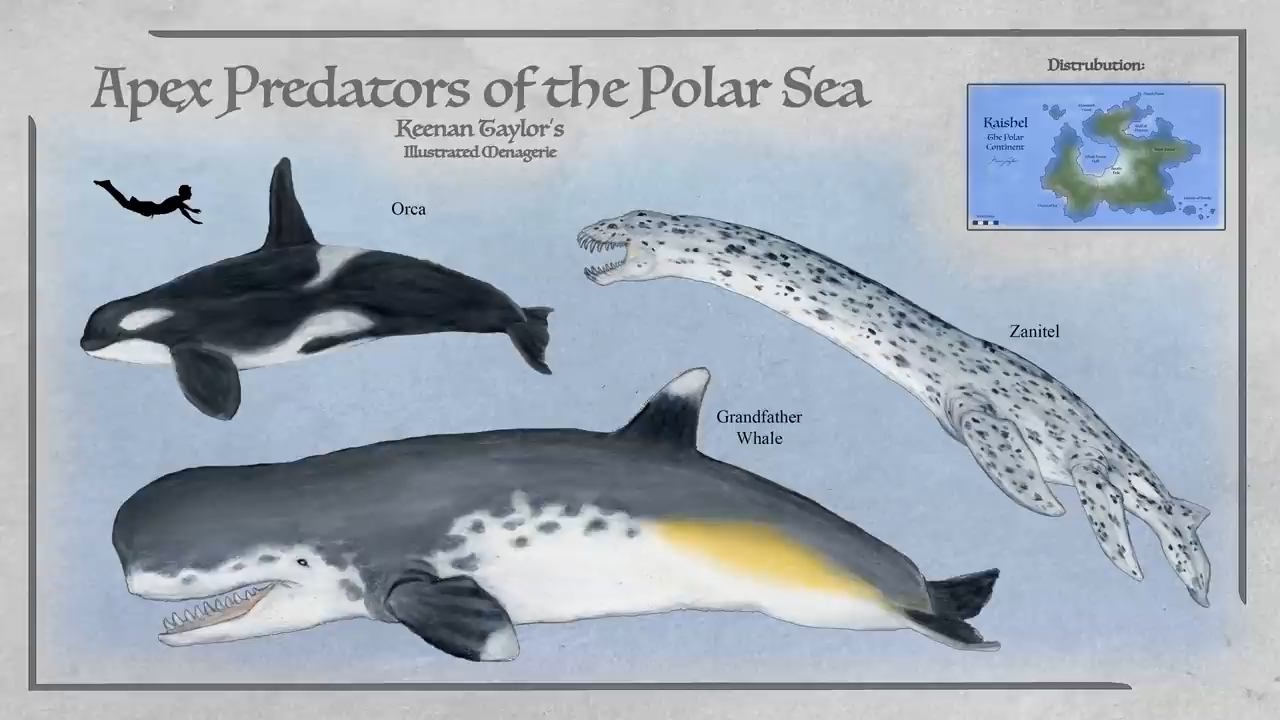 Apex Predators of the Polar Sea
Keenan Taylor's
Illustrated Menagerie
Distrubution:
Kaishel
The Polar
Continent
Orca
Zanitel
Grandfather
Whale